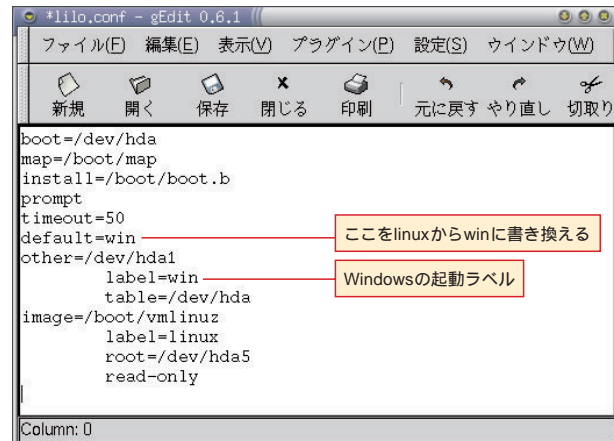 *lilo.conf - gEdit 0.6.1
ファイル(F) 編集(E) 表示(V) プラグイン(P) 設定(S) ウインドウ(W)
新規 開く 保存 閉じる 印刷 元に戻す やり直し 切取り
boot=/dev/hda
map=/boot/map
install=/boot/boot.b
prompt
timeout=50
default=win
ここをlinuxからwinに書き換える
other=/dev/hda1
label=win
Windowsの起動ラベル
table=/dev/hda
image=/boot/vmlinuz
label=linux
root=/dev/hda5
read-only
Column: 0